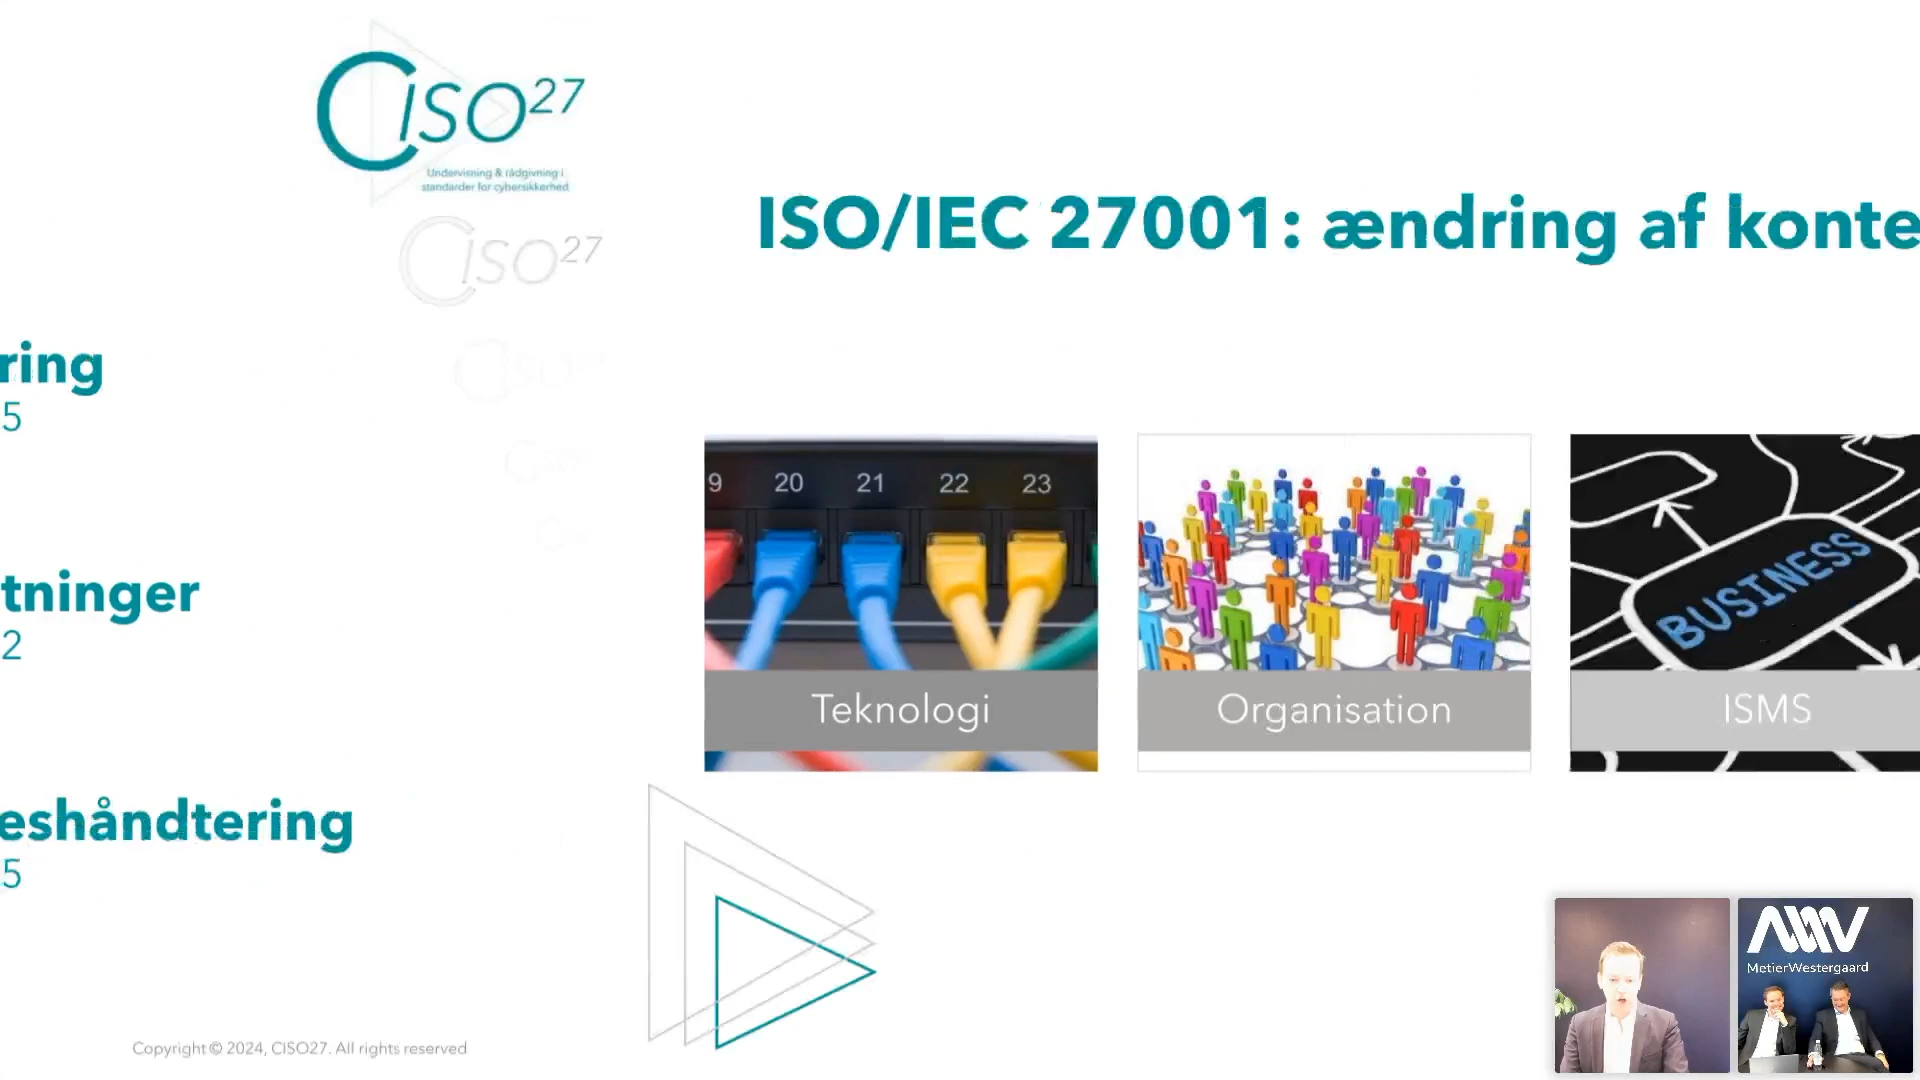 CISO27
Undervisning & rådgivning i
standarder for cybersikkerhed
CISO27
ISO/IEC 27001: ændring af konte
ring
5
tninger
2
eshåndtering
5
9 20 21 22 23
Teknologi
Organisation
BUSINESS
ISMS
MetierWestergaard
Copyright © 2024, CISO27. All rights reserved